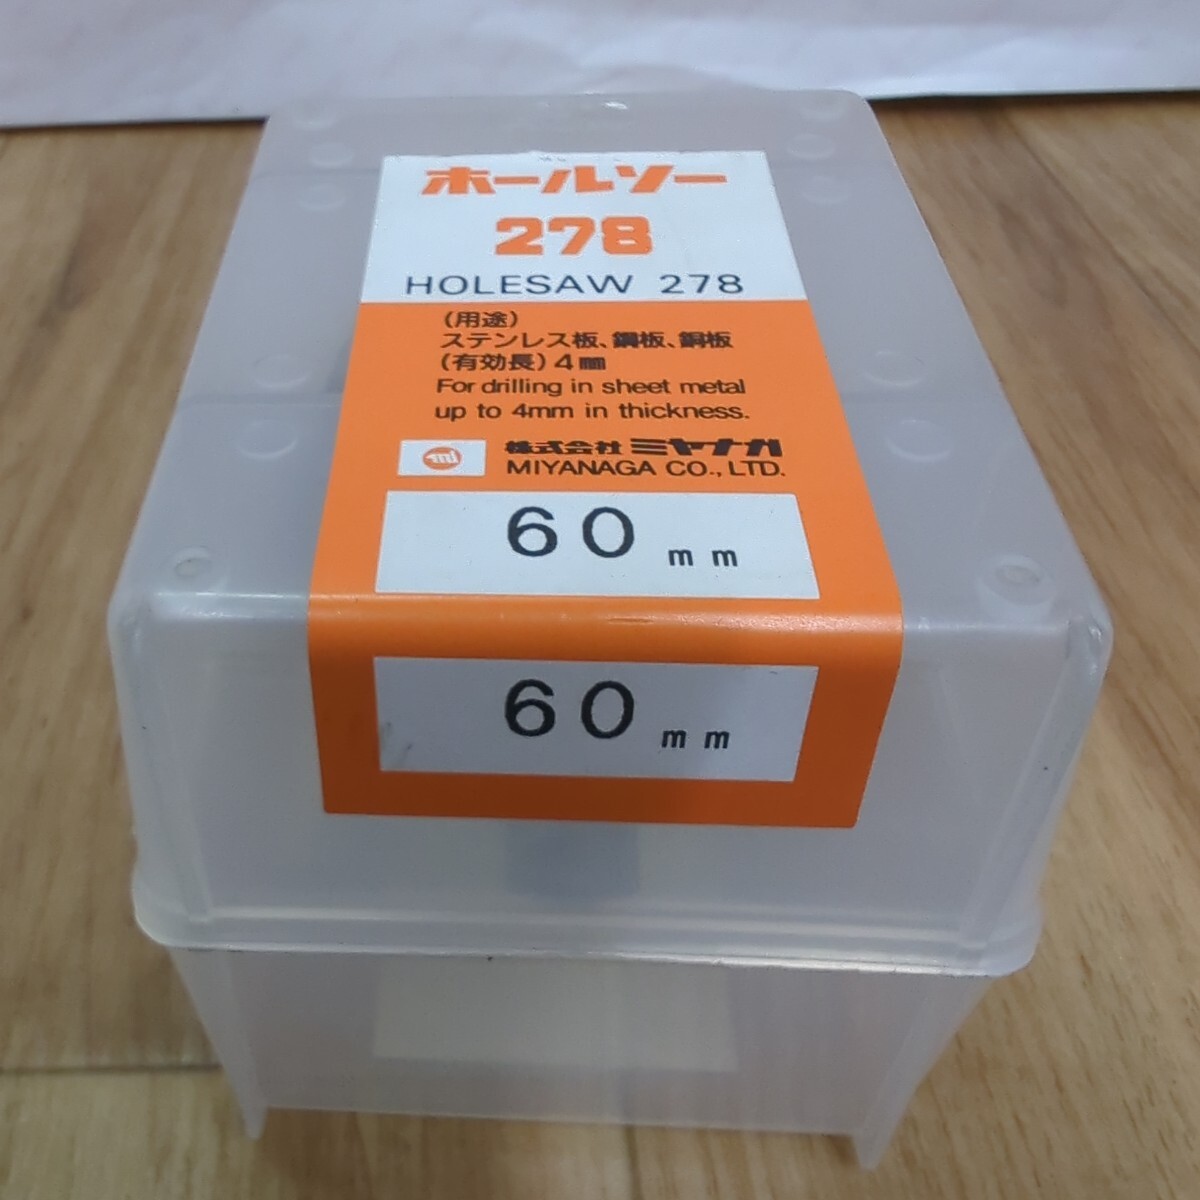 ホールソー
278
HOLESAW 278
(用途)
ステンレス板、鋼板、銅板
(有効長) 4mm
For drilling in sheet metal
up to 4mm in thickness.
株式会社 ミヤナガ
MIYANAGA CO., LTD.
60 mm
60 mm